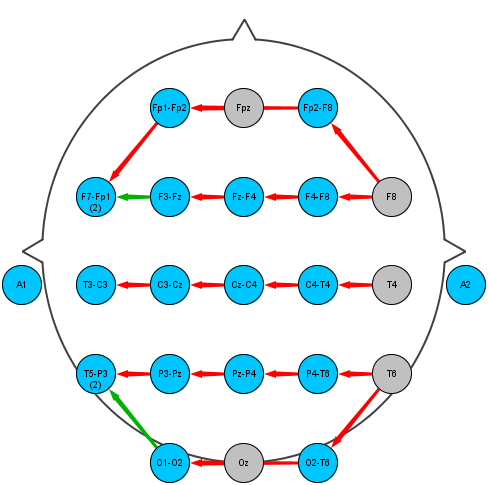 Fp1-Fp2 Fpz Fp2-F8
F7-Fp1 F3-Fz Fz-F4 F4-F8 F8
(2)
A1 T3-C3 C3-Cz Cz-C4 C4-T4 T4 A2
T5-P3 P3-Pz Pz-P4 P4-T6 T6
(2)
O1-O2 Oz O2-T6